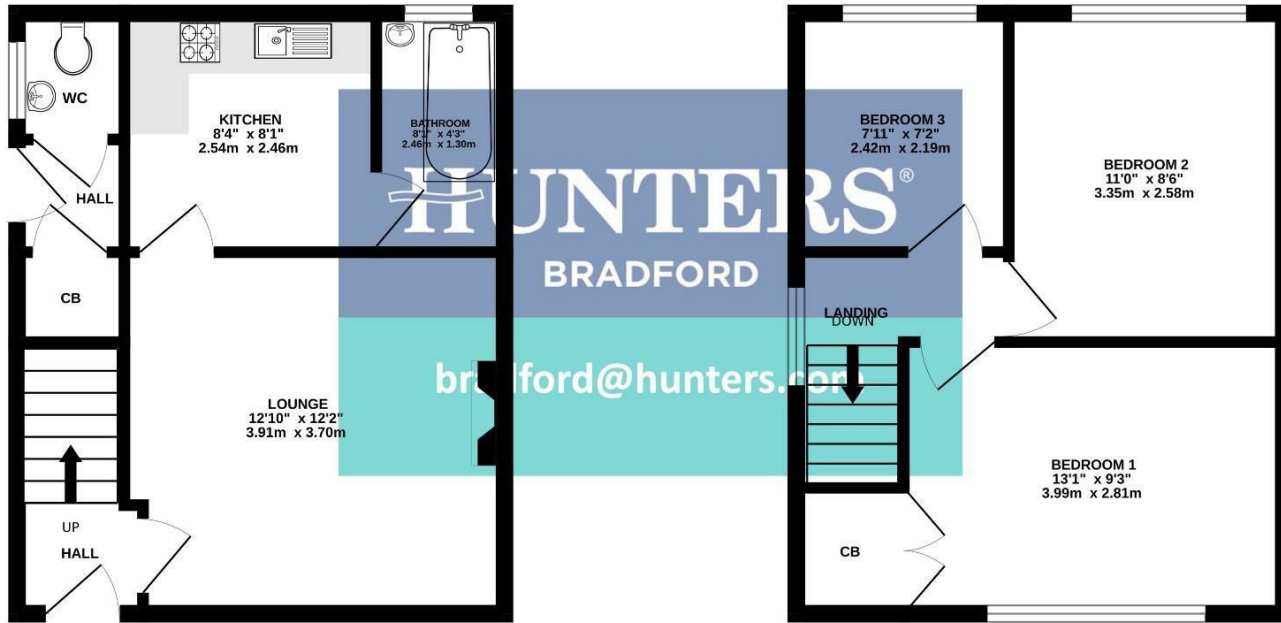 WC
HALL
CB
UP
HALL
KITCHEN
8'4" x 8'1"
2.54m x 2.46m
BATHROOM
8'1" x 4'3"
2.46m x 1.30m
LOUNGE
12'10" x 12'2"
3.91m x 3.70m
HUNTERS®
BRADFORD
bradford@hunters.com
BEDROOM 3
7'11" x 7'2"
2.42m x 2.19m
BEDROOM 2
11'0" x 8'6"
3.35m x 2.58m
LANDING
DOWN
BEDROOM 1
13'1" x 9'3"
3.99m x 2.81m
CB